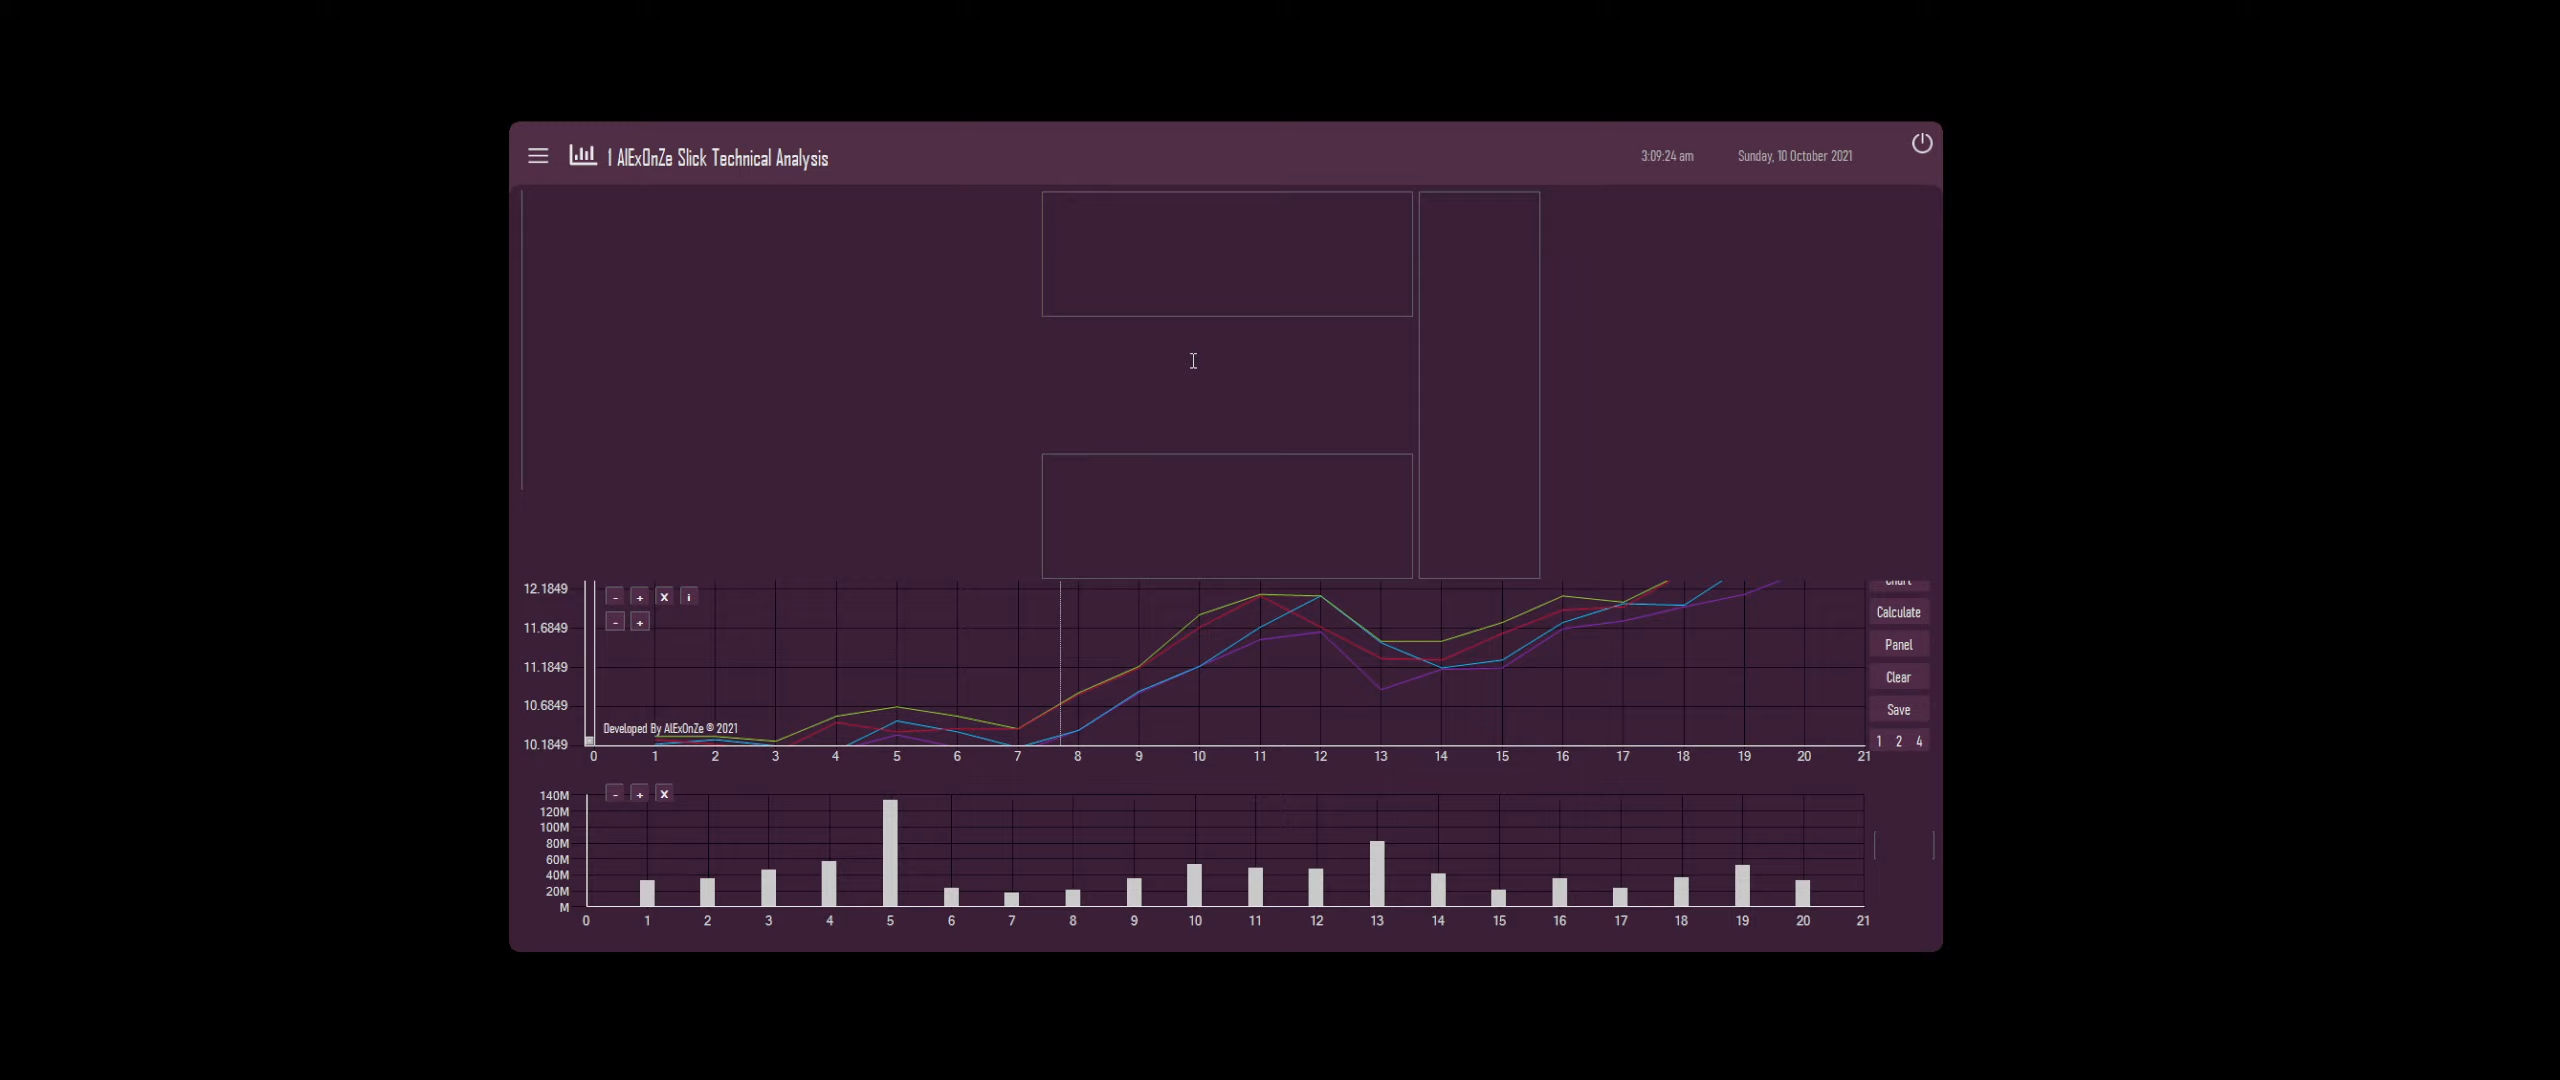 1 AlExOnZe Slick Technical Analysis
3:09:24 am
Sunday, 10 October 2021
12.1849
11.6849
11.1849
10.6849
10.1849
- + X i
- +
Developed By AlExOnZe © 2021
0 1 2 3 4 5 6 7 8 9 10 11 12 13 14 15 16 17 18 19 20 21
Chart
Calculate
Panel
Clear
Save
1 2 4
- + X
140M
120M
100M
80M
60M
40M
20M
M
0 1 2 3 4 5 6 7 8 9 10 11 12 13 14 15 16 17 18 19 20 21